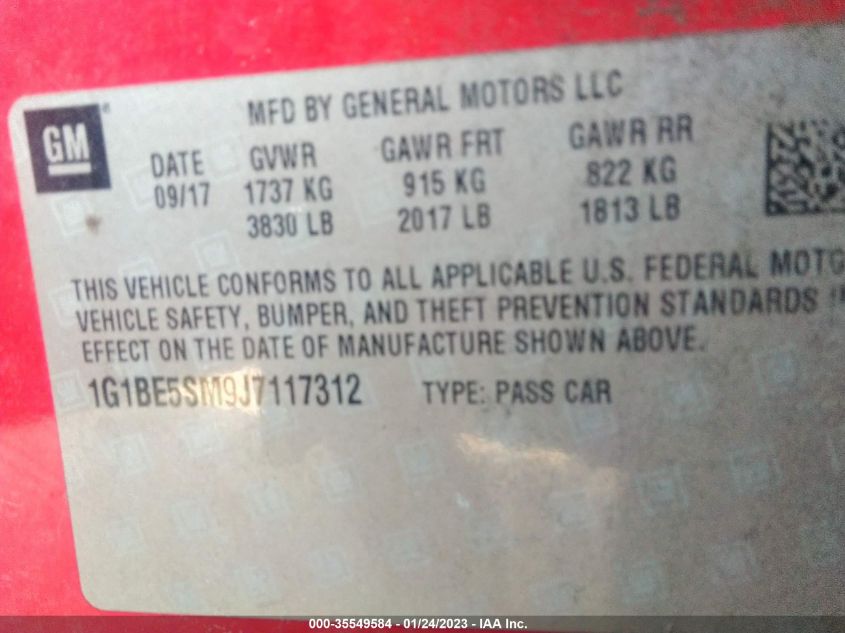 MFD BY GENERAL MOTORS LLC
GM®
DATE GVWR GAWR FRT GAWR RR
09/17 1737 KG 915 KG 822 KG
3830 LB 2017 LB 1813 LB
THIS VEHICLE CONFORMS TO ALL APPLICABLE U.S. FEDERAL MOTO
VEHICLE SAFETY, BUMPER, AND THEFT PREVENTION STANDARDS
EFFECT ON THE DATE OF MANUFACTURE SHOWN ABOVE.
1G1BE5SM9J7117312 TYPE: PASS CAR
000-35549584 - 01/24/2023 - IAA Inc.